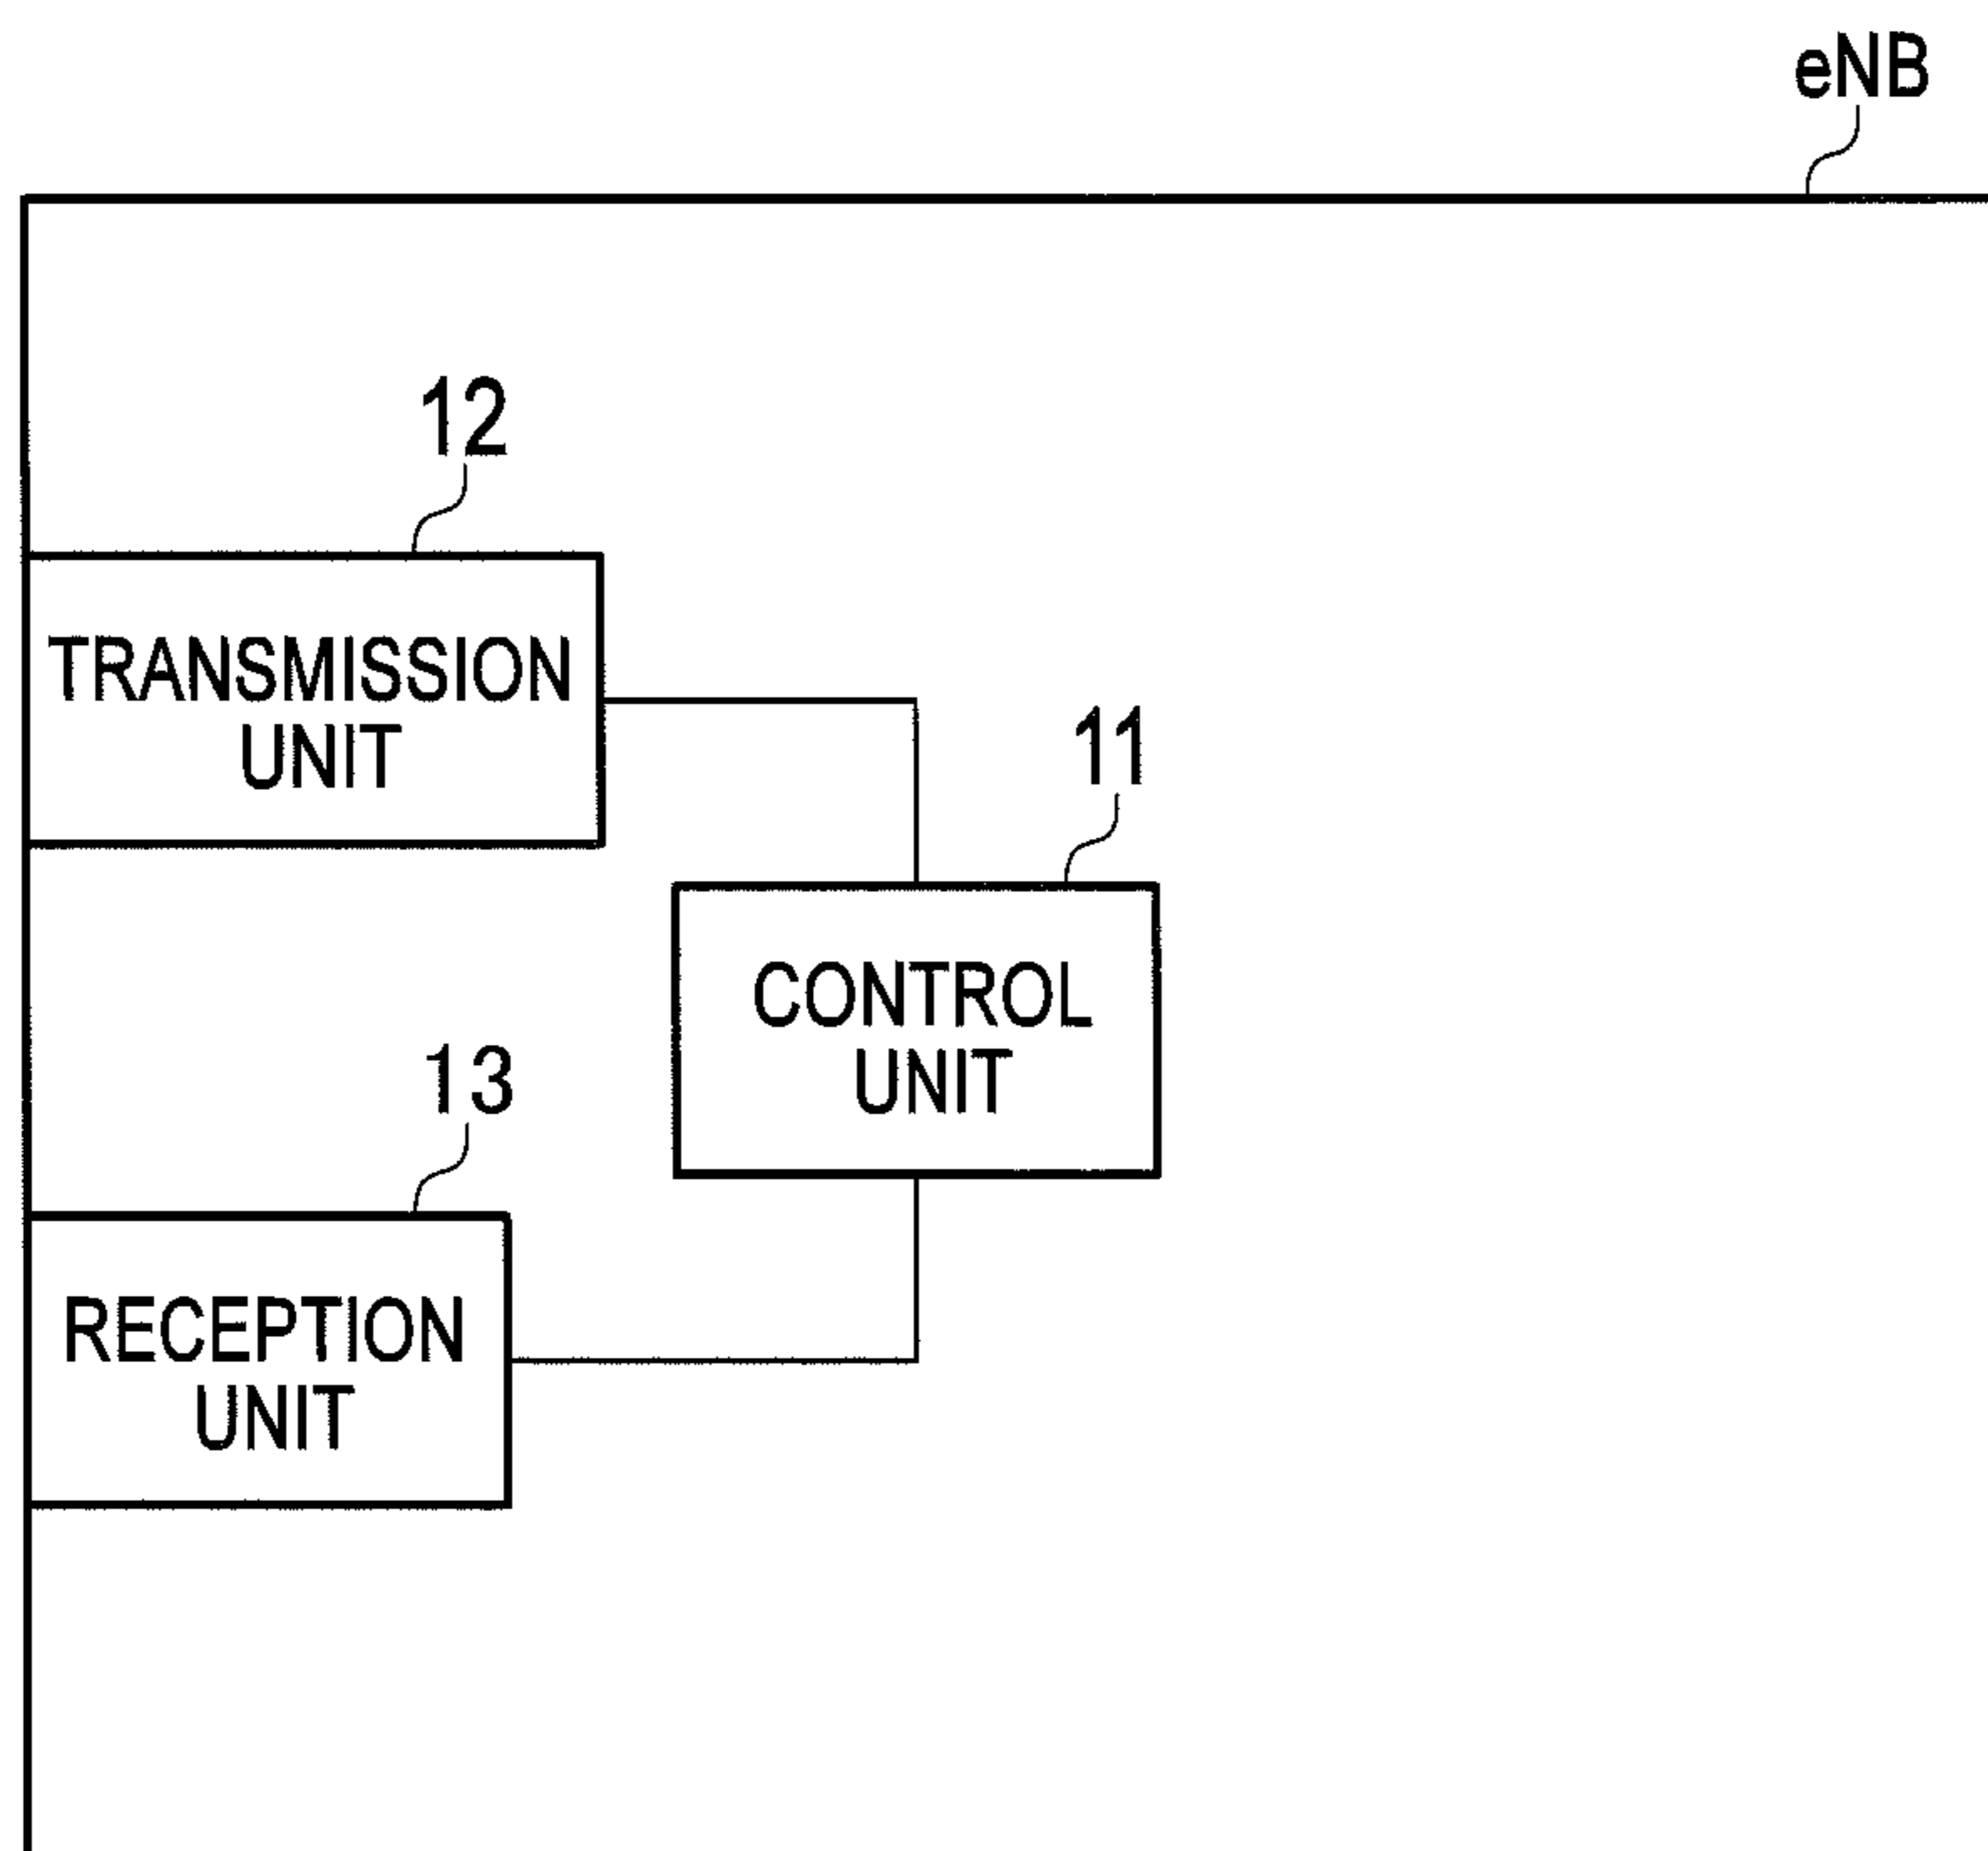 eNB
12
TRANSMISSION
UNIT
11
CONTROL
UNIT
13
RECEPTION
UNIT